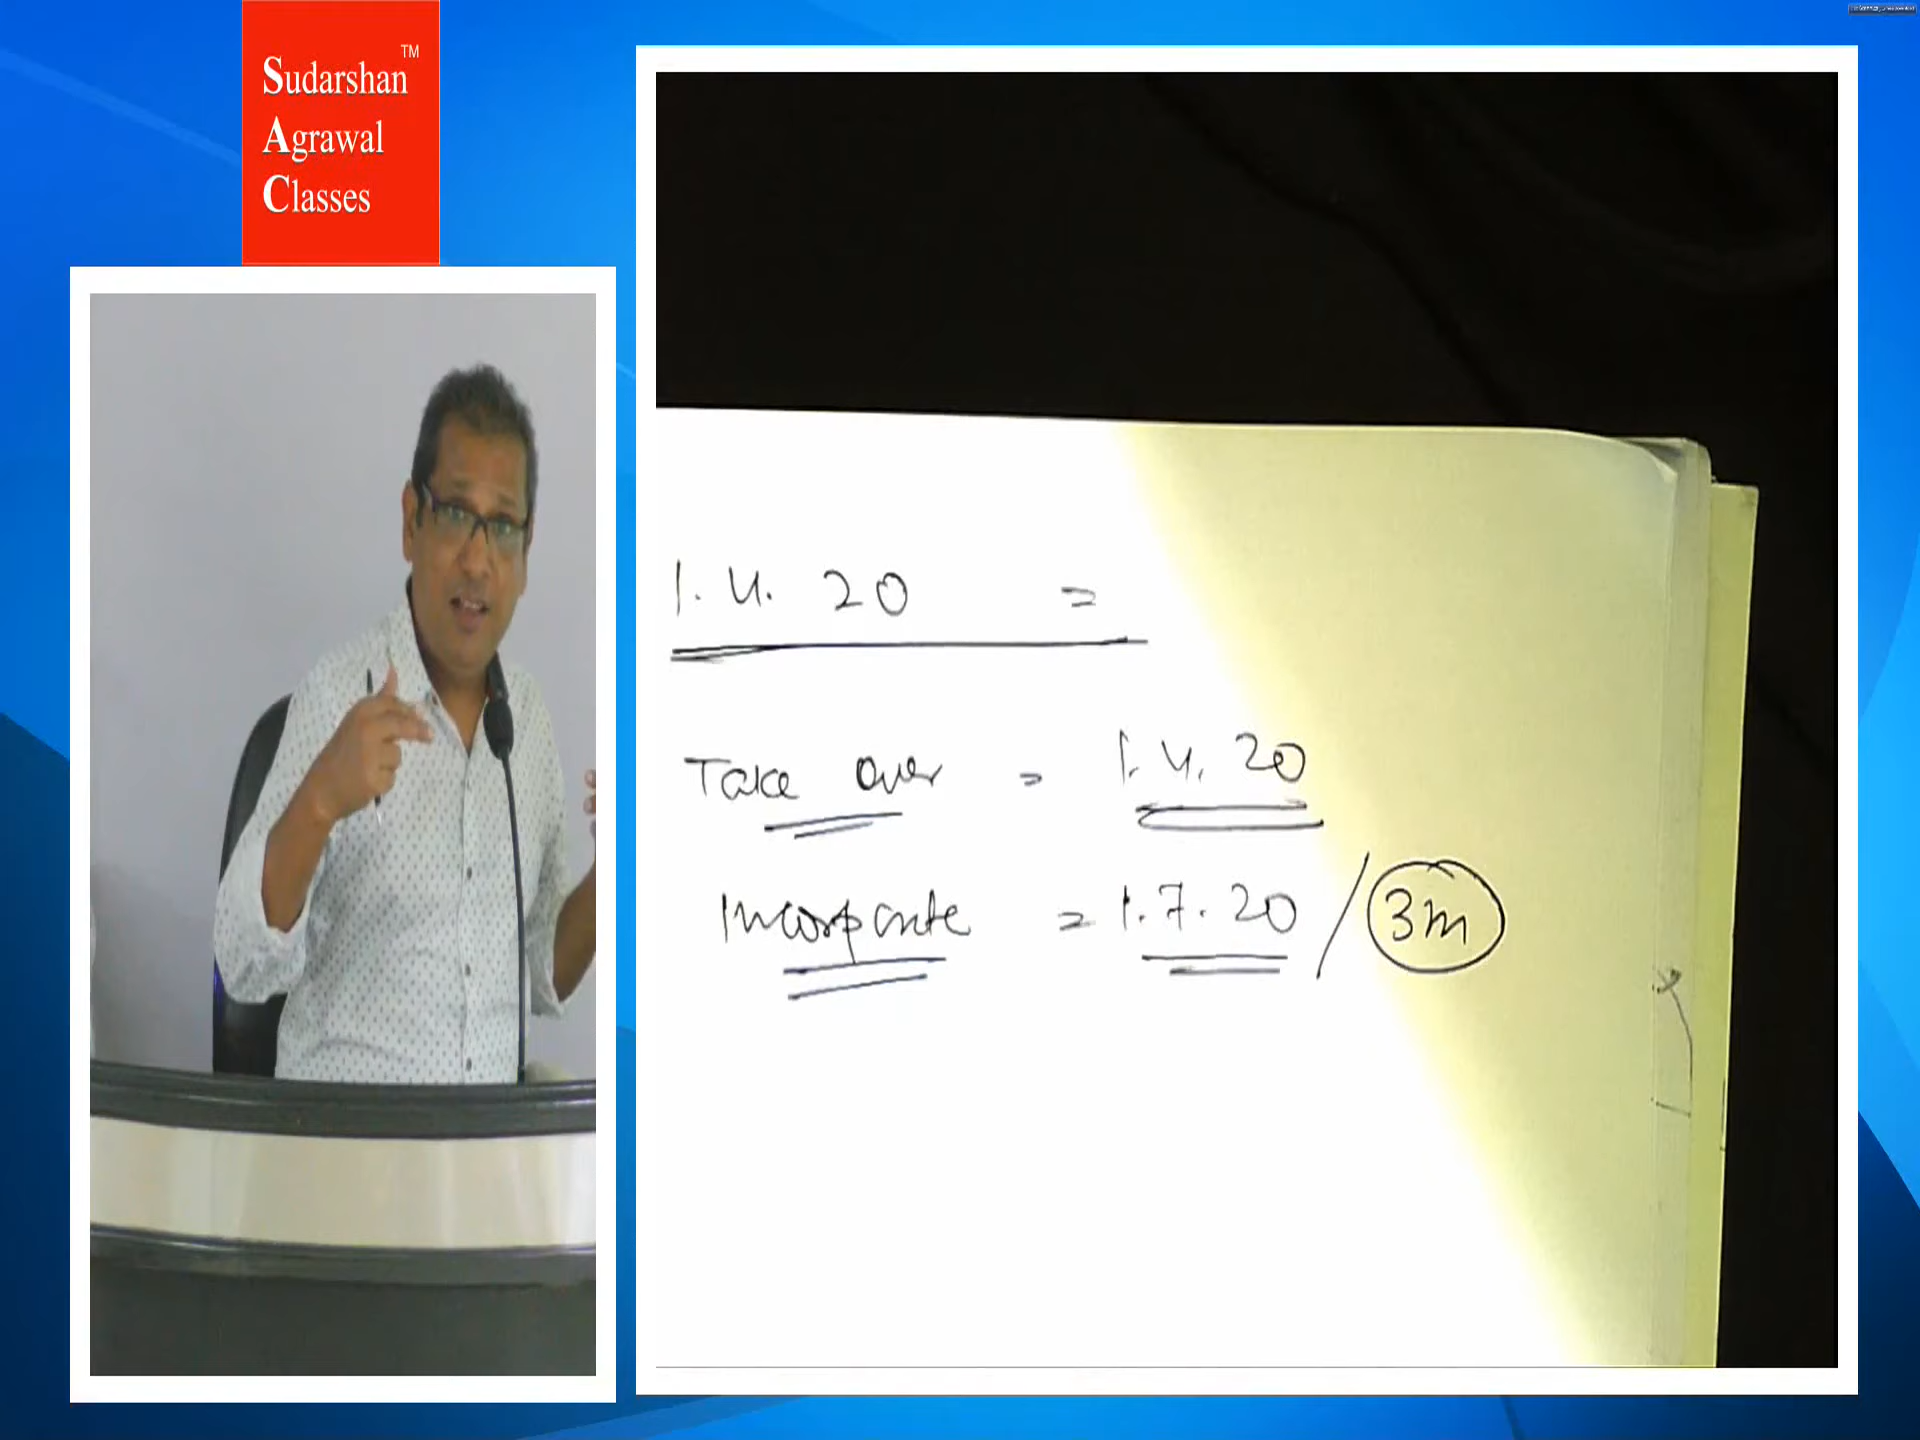 Sudarshan™
Agrawal
Classes
1.4. 20 =
Take Over = 1.4.20
Incorporate = 1.7.20 / 3m